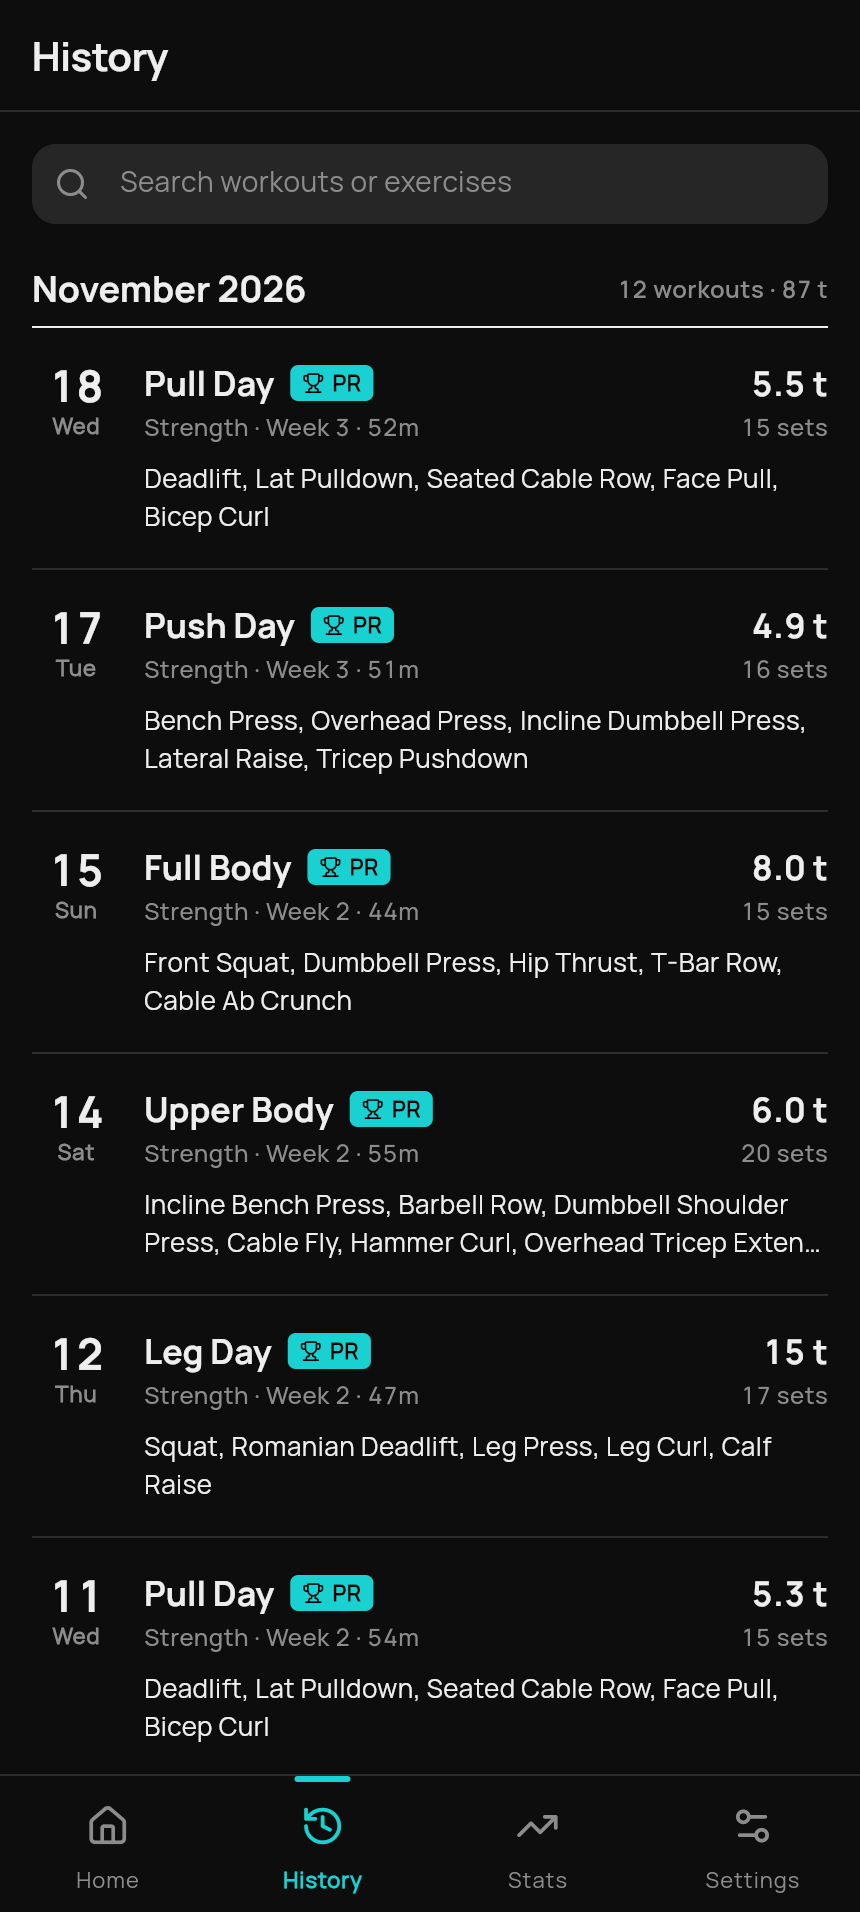 History
Search workouts or exercises
November 2026
12 workouts · 87 t
18 Pull Day PR 5.5 t
Wed Strength · Week 3 · 52m 15 sets
Deadlift, Lat Pulldown, Seated Cable Row, Face Pull,
Bicep Curl
17 Push Day PR 4.9 t
Tue Strength · Week 3 · 51m 16 sets
Bench Press, Overhead Press, Incline Dumbbell Press,
Lateral Raise, Tricep Pushdown
15 Full Body PR 8.0 t
Sun Strength · Week 2 · 44m 15 sets
Front Squat, Dumbbell Press, Hip Thrust, T-Bar Row,
Cable Ab Crunch
14 Upper Body PR 6.0 t
Sat Strength · Week 2 · 55m 20 sets
Incline Bench Press, Barbell Row, Dumbbell Shoulder
Press, Cable Fly, Hammer Curl, Overhead Tricep Exten...
12 Leg Day PR 15 t
Thu Strength · Week 2 · 47m 17 sets
Squat, Romanian Deadlift, Leg Press, Leg Curl, Calf
Raise
11 Pull Day PR 5.3 t
Wed Strength · Week 2 · 54m 15 sets
Deadlift, Lat Pulldown, Seated Cable Row, Face Pull,
Bicep Curl
Home History Stats Settings